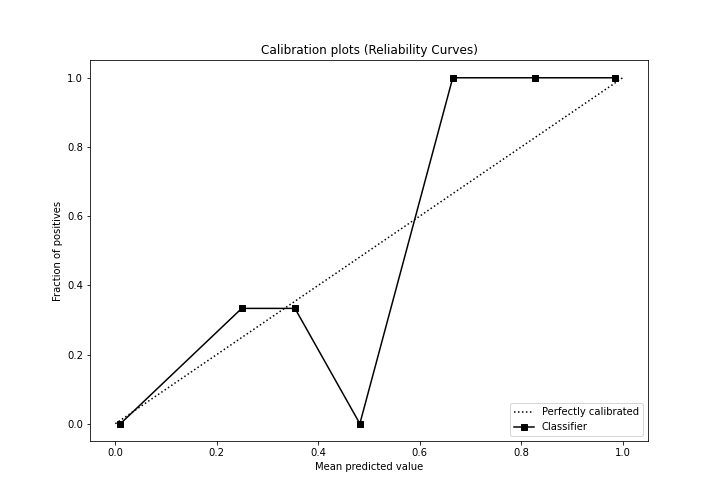 Calibration plots (Reliability Curves)
1.0
0.8
0.6
0.4
0.2
0.0
Fraction of positives
0.0 0.2 0.4 0.6 0.8 1.0
Mean predicted value
Perfectly calibrated
Classifier